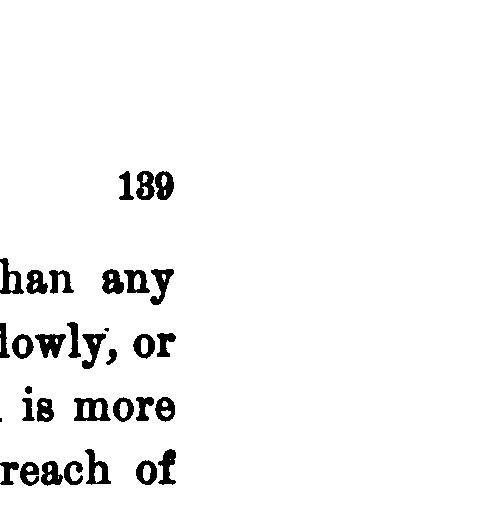 139
han any
lowly, or
is more
reach of